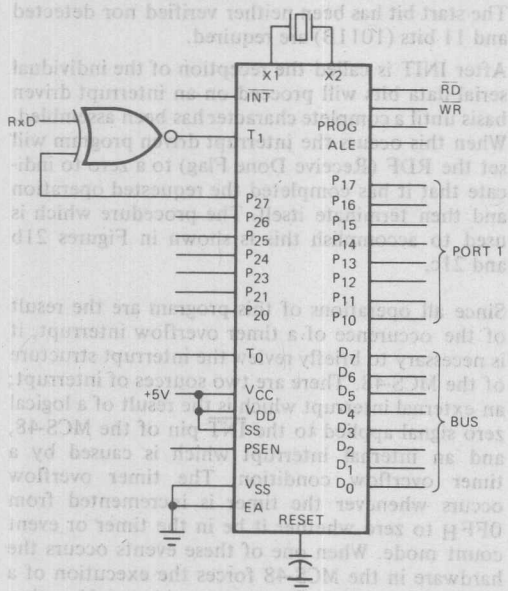 X1 X2
INT
RD
WR
RXD
T1
PROG
ALE
P17
P27
P16
P26
P15
P25
P14
PORT 1
P24
P13
P23
P12
P21
P11
P20
P10
T0
D7
D6
+5V
VCC
D5
VDD
D4
BUS
SS
D3
PSEN
D2
D1
VSS
D0
EA
RESET
The start bit has been neither verified nor detected
and 11 bits are required.
After INIT is called the reception of the individual
serial data bits will proceed on an interrupt driven
basis until a complete character has been assembled.
When this occurs the interrupt driven program will
set the RDF (Receive Done Flag) to a zero to indi-
cate that it has completed the requested operation
and then terminate itself. The procedure which is
used to accomplish this is shown in Figures 21b
and 21c.
Since all operations of this program are the result
of the occurence of a timer overflow interrupt, it
is necessary to briefly review the interrupt structure
of the MCS-48. There are two sources of interrupt:
an external interrupt which is the result of a logical
zero signal applied to the INT pin of the MCS-48,
and an internal interrupt which is caused by a
timer overflow condition. The timer overflow
occurs whenever the timer is incremented from
0FFH to zero whether it be in the timer or event
count mode. When one of these events occurs the
hardware in the MCS-48 forces the execution of a